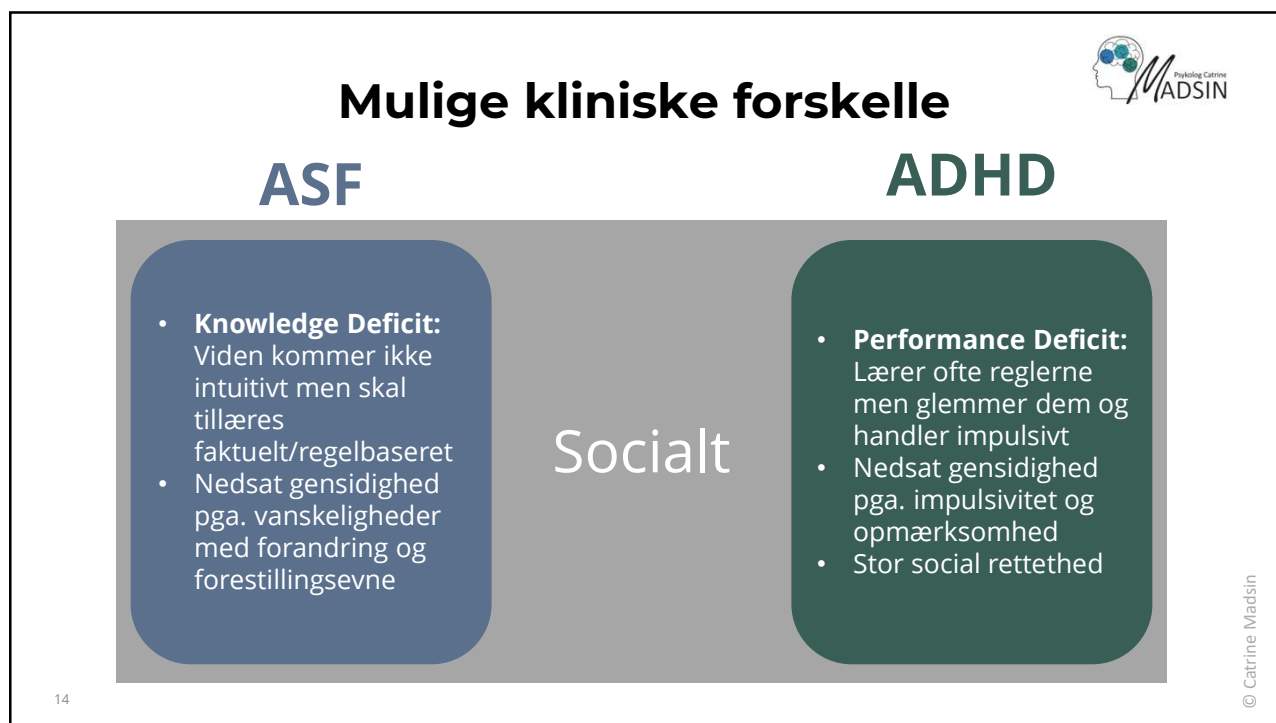 Mulige kliniske forskelle
Psykolog Catrine
MADSIN
ASF
ADHD
• Knowledge Deficit:
Viden kommer ikke
intuitivt men skal
tillæres
faktuelt/regelbaseret
• Nedsat gensidighed
pga. vanskeligheder
med forandring og
forestillingsevne
Socialt
• Performance Deficit:
Lærer ofte reglerne
men glemmer dem og
handler impulsivt
• Nedsat gensidighed
pga. impulsivitet og
opmærksomhed
• Stor social rettethed
14
© Catrine Madsin